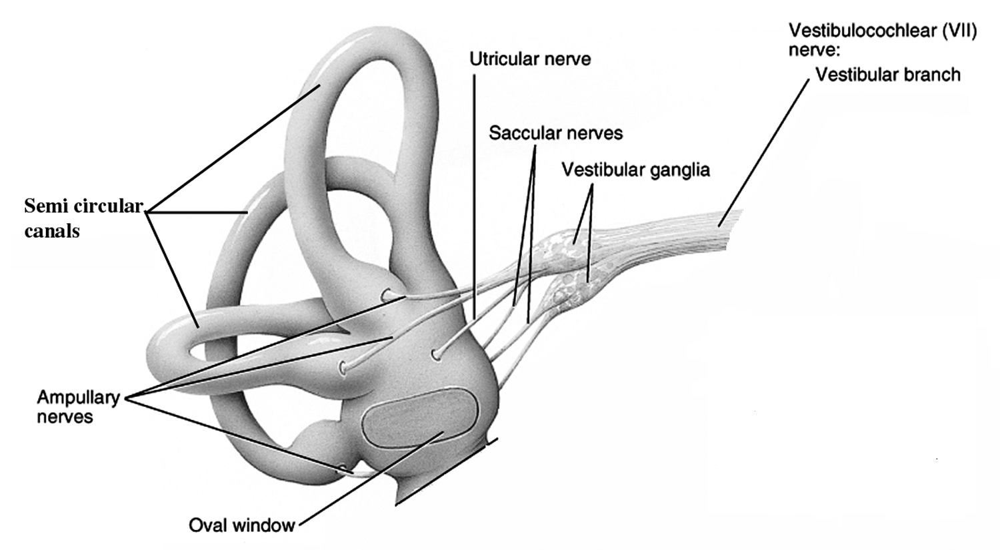 Vestibulocochlear (VII)
nerve:
Vestibular branch
Utricular nerve
Saccular nerves
Vestibular ganglia
Semi circular
canals
Ampullary
nerves
Oval window